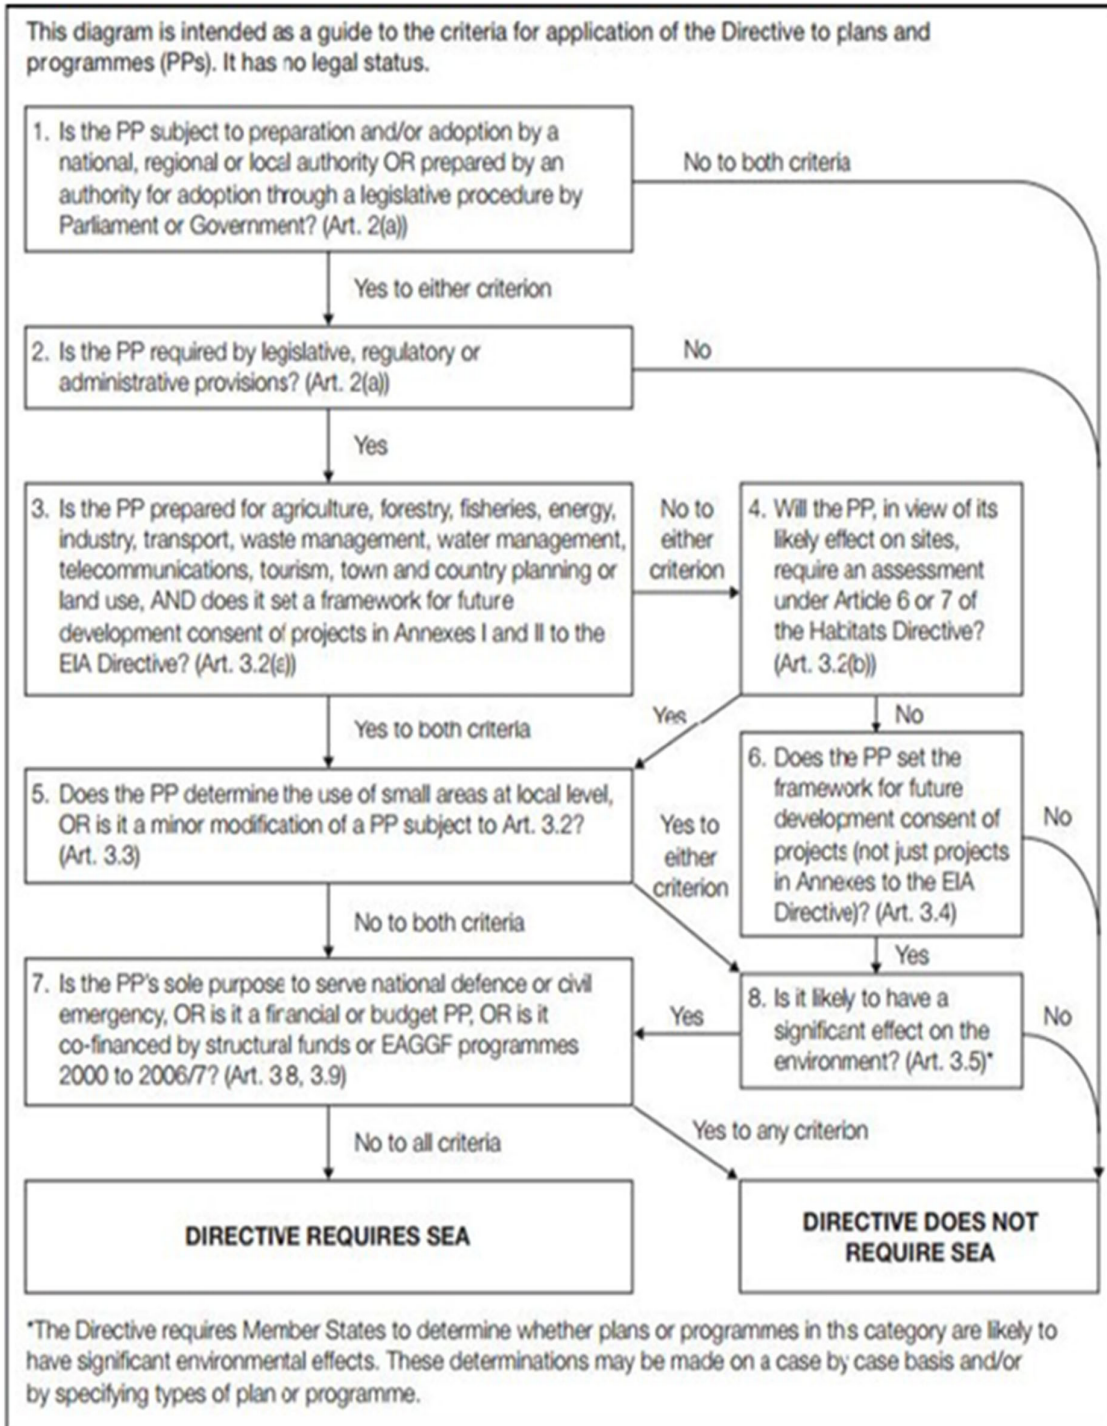 This diagram is intended as a guide to the criteria for application of the Directive to plans and
programmes (PPs). It has no legal status.
1. Is the PP subject to preparation and/or adoption by a
national, regional or local authority OR prepared by an
authority for adoption through a legislative procedure by
Parliament or Government? (Art. 2(a))
No to both criteria
Yes to either criterion
2. Is the PP required by legislative, regulatory or
administrative provisions? (Art. 2(a))
No
Yes
3. Is the PP prepared for agriculture, forestry, fisheries, energy,
industry, transport, waste management, water management,
telecommunications, tourism, town and country planning or
land use, AND does it set a framework for future
development consent of projects in Annexes I and II to the
EIA Directive? (Art. 3.2(a))
No to
either
criterion
4. Will the PP, in view of its
likely effect on sites,
require an assessment
under Article 6 or 7 of
the Habitats Directive?
(Art. 3.2(b))
Yes to both criteria
Yes
No
5. Does the PP determine the use of small areas at local level,
OR is it a minor modification of a PP subject to Art. 3.2?
(Art. 3.3)
Yes to
either
criterion
6. Does the PP set the
framework for future
development consent of
projects (not just projects
in Annexes to the EIA
Directive)? (Art. 3.4)
No
No to both criteria
Yes
7. Is the PP's sole purpose to serve national defence or civil
emergency, OR is it a financial or budget PP, OR is it
co-financed by structural funds or EAGGF programmes
2000 to 2006/7? (Art. 3 8, 3.9)
Yes
8. Is it likely to have a
significant effect on the
environment? (Art. 3.5)*
No
No to all criteria
Yes to any criterion
DIRECTIVE REQUIRES SEA
DIRECTIVE DOES NOT
REQUIRE SEA
*The Directive requires Member States to determine whether plans or programmes in ths category are likely to
have significant environmental effects. These determinations may be made on a case by case basis and/or
by specifying types of plan or programme.